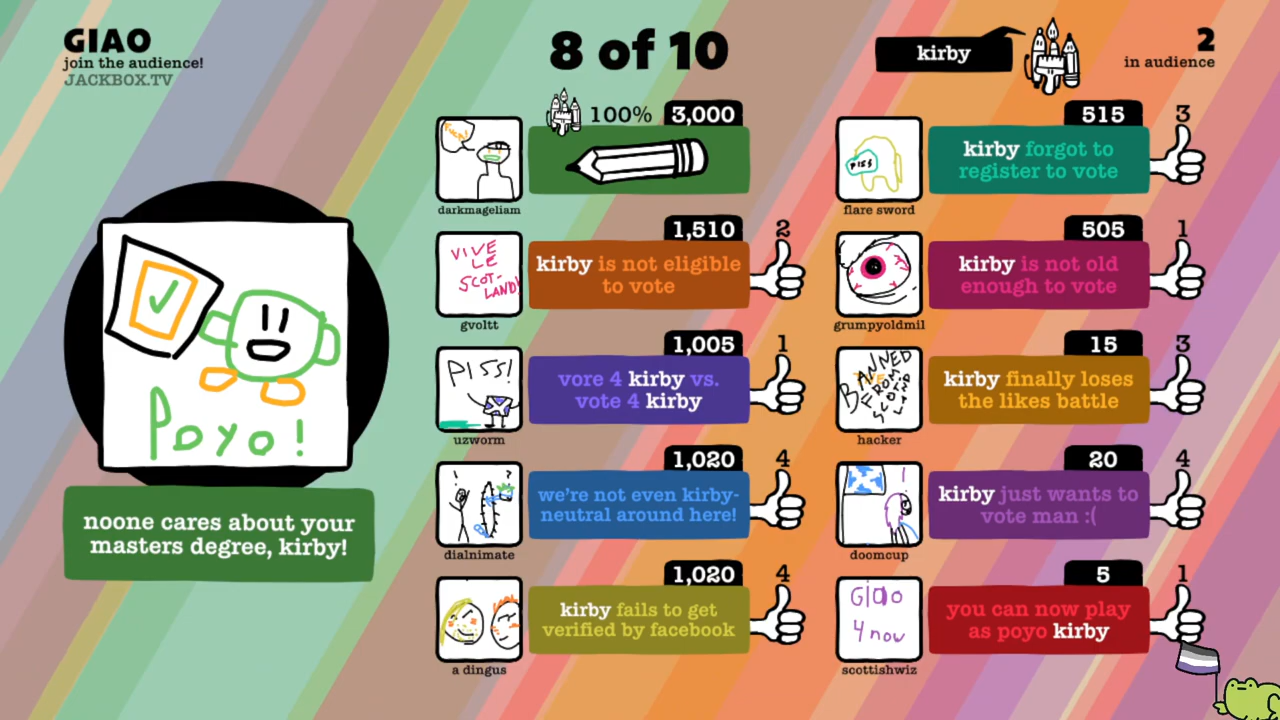 GIAO
join the audience!
JACKBOX.TV
8 of 10
kirby
2
in audience
Poyo!
noone cares about your
masters degree, kirby!
100% 3,000
darkmageliam
1,510
2
VIVE
LE
SCOT-
LAND!
kirby is not eligible
to vote
gvoltt
1,005
1
PISS!
vore 4 kirby vs.
vote 4 kirby
uzworm
1,020
4
! ?
we're not even kirby-
neutral around here!
dialnimate
1,020
4
kirby fails to get
verified by facebook
a dingus
515
3
PISS
kirby forgot to
register to vote
flare sword
505
1
kirby is not old
enough to vote
grumpyoldmil
15
3
BANNED
FROM
SCOTLAND
kirby finally loses
the likes battle
hacker
20
4
!
kirby just wants to
vote man :(
doomcup
5
1
GIAO
4 now
you can now play
as poyo kirby
scottishwiz